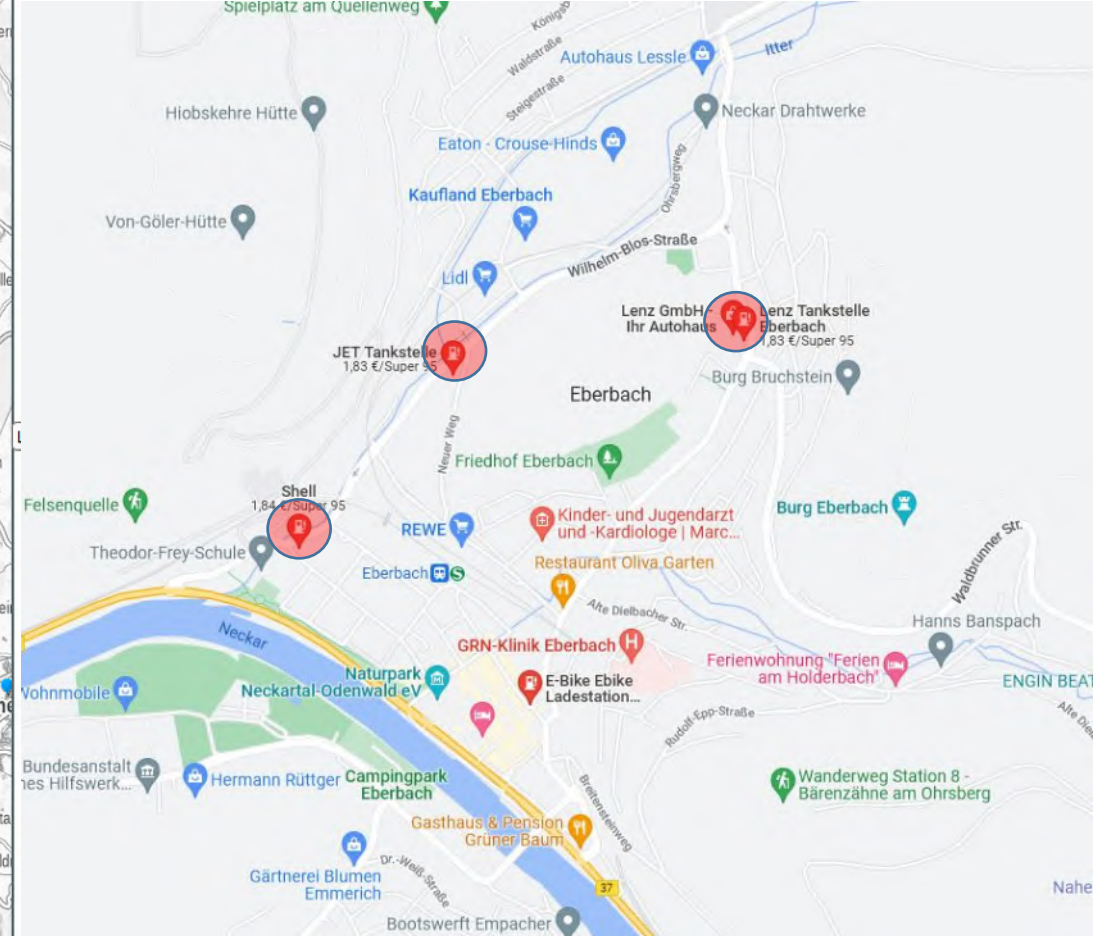 Spielplatz am Quellenweg
Waldstraße
Autohaus Lessle
Itter
Steigestraße
Hiobskehre Hütte
Neckar Drahtwerke
Eaton - Crouse-Hinds
Ohrsbergweg
Kaufland Eberbach
Von-Göler-Hütte
Wilhelm-Blos-Straße
Lidl
Lenz GmbH -
Ihr Autohaus
Lenz Tankstelle
Eberbach
1,83 €/Super 95
JET Tankstelle
1,83 €/Super 95
Burg Bruchstein
Eberbach
Neuer Weg
Friedhof Eberbach
Shell
1,84 €/Super 95
Felsenquelle
Burg Eberbach
Kinder- und Jugendarzt
und -Kardiologe | Marc...
REWE
Waldbrunner Str.
Theodor-Frey-Schule
Eberbach
S
Restaurant Oliva Garten
Alte Dielbacher Str.
Hanns Banspach
Neckar
GRN-Klinik Eberbach
H
Ferienwohnung "Ferien
am Holderbach"
Naturpark
Neckartal-Odenwald eV
E-Bike Ebike
Ladestation...
ENGIN BEAT
Wohnmobile
Rudolf-Epp-Straße
Bundesanstalt
Hilfswerk...
Hermann Rüttger
Campingpark
Eberbach
Wanderweg Station 8 -
Bärenzähne am Ohrsberg
Breitensteinweg
Gasthaus & Pension
Grüner Baum
Dr.-Weiß-Straße
Gärtnerei Blumen
Emmerich
37
Nahe
Bootswerft Empacher